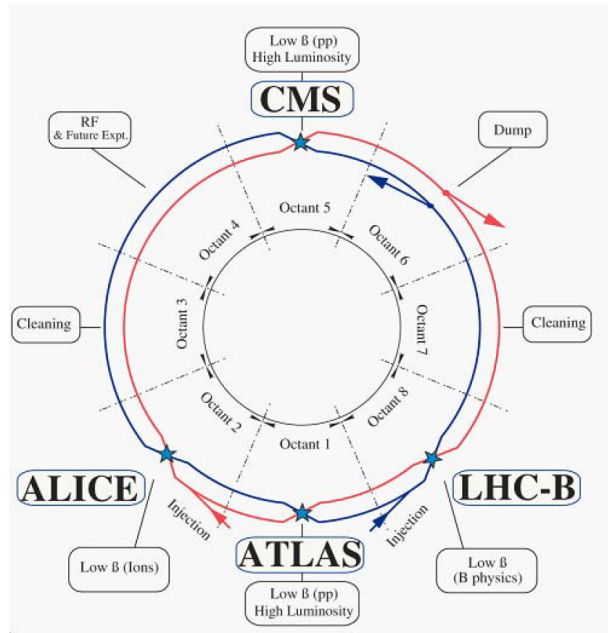 Low ß (pp)
High Luminosity
CMS
RF
& Future Expt.
Dump
Octant 5
Octant 4
Octant 6
Octant 3
Octant 7
Cleaning
Cleaning
Octant 2
Octant 8
Octant 1
ALICE
LHC-B
Injection
Injection
ATLAS
Low ß (Ions)
Low ß
(B physics)
Low ß (pp)
High Luminosity